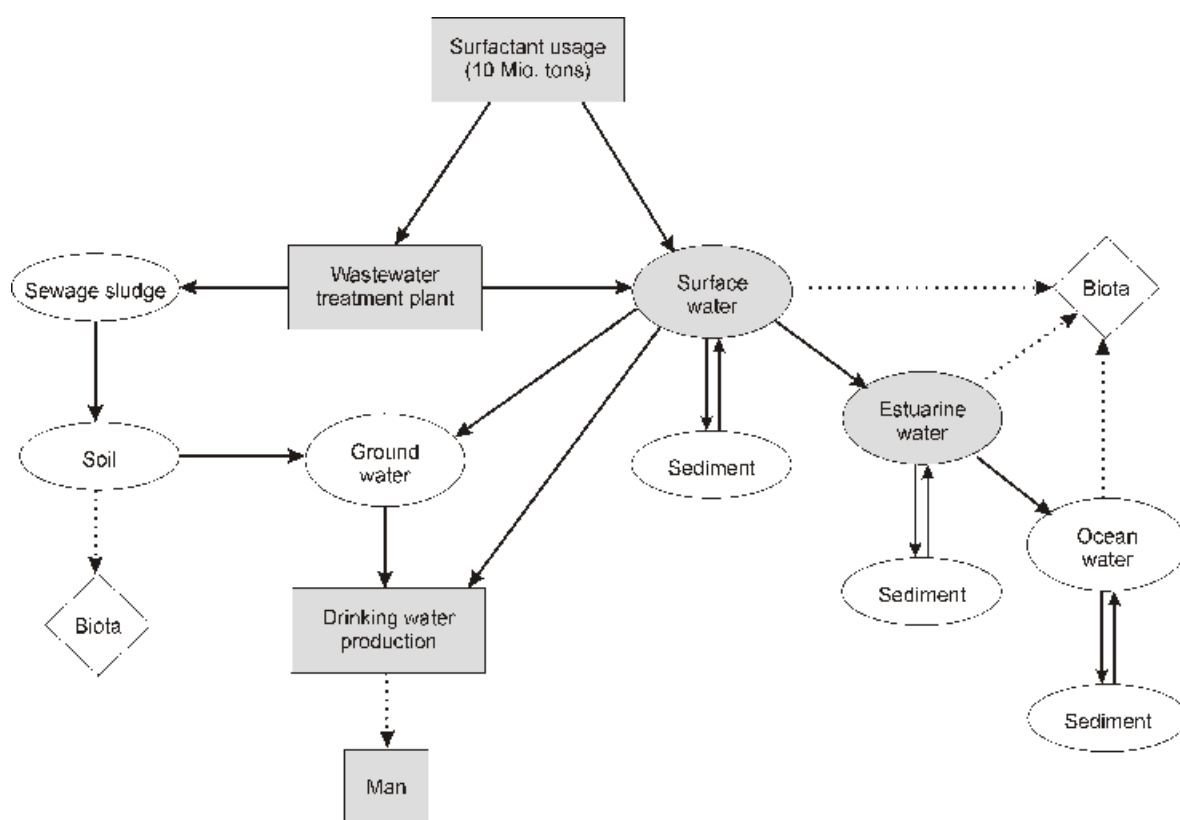 Surfactant usage
(10 Mio. tons)
Wastewater
treatment plant
Sewage sludge
Surface
water
Biota
Estuarine
water
Soil
Ground
water
Sediment
Ocean
water
Sediment
Biota
Drinking water
production
Sediment
Man